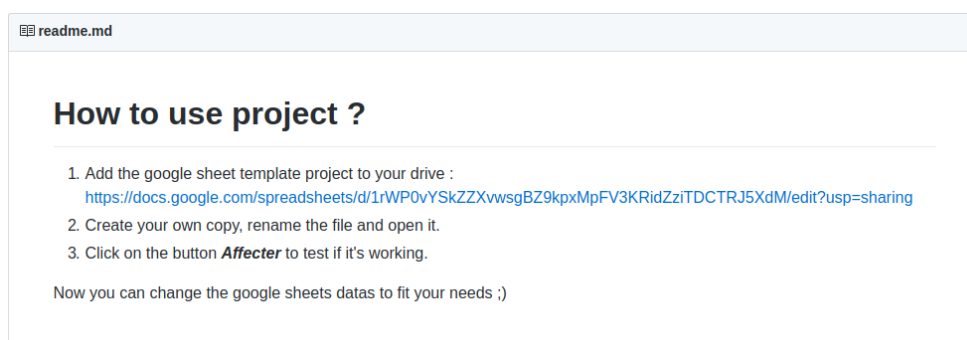 readme.md
How to use project ?
1. Add the google sheet template project to your drive :
https://docs.google.com/spreadsheets/d/1rWP0vYSkZZXvwsgBZ9kpxMpFV3KRidZziTDCTRJ5XdM/edit?usp=sharing
2. Create your own copy, rename the file and open it.
3. Click on the button Affecter to test if it's working.
Now you can change the google sheets datas to fit your needs ;)